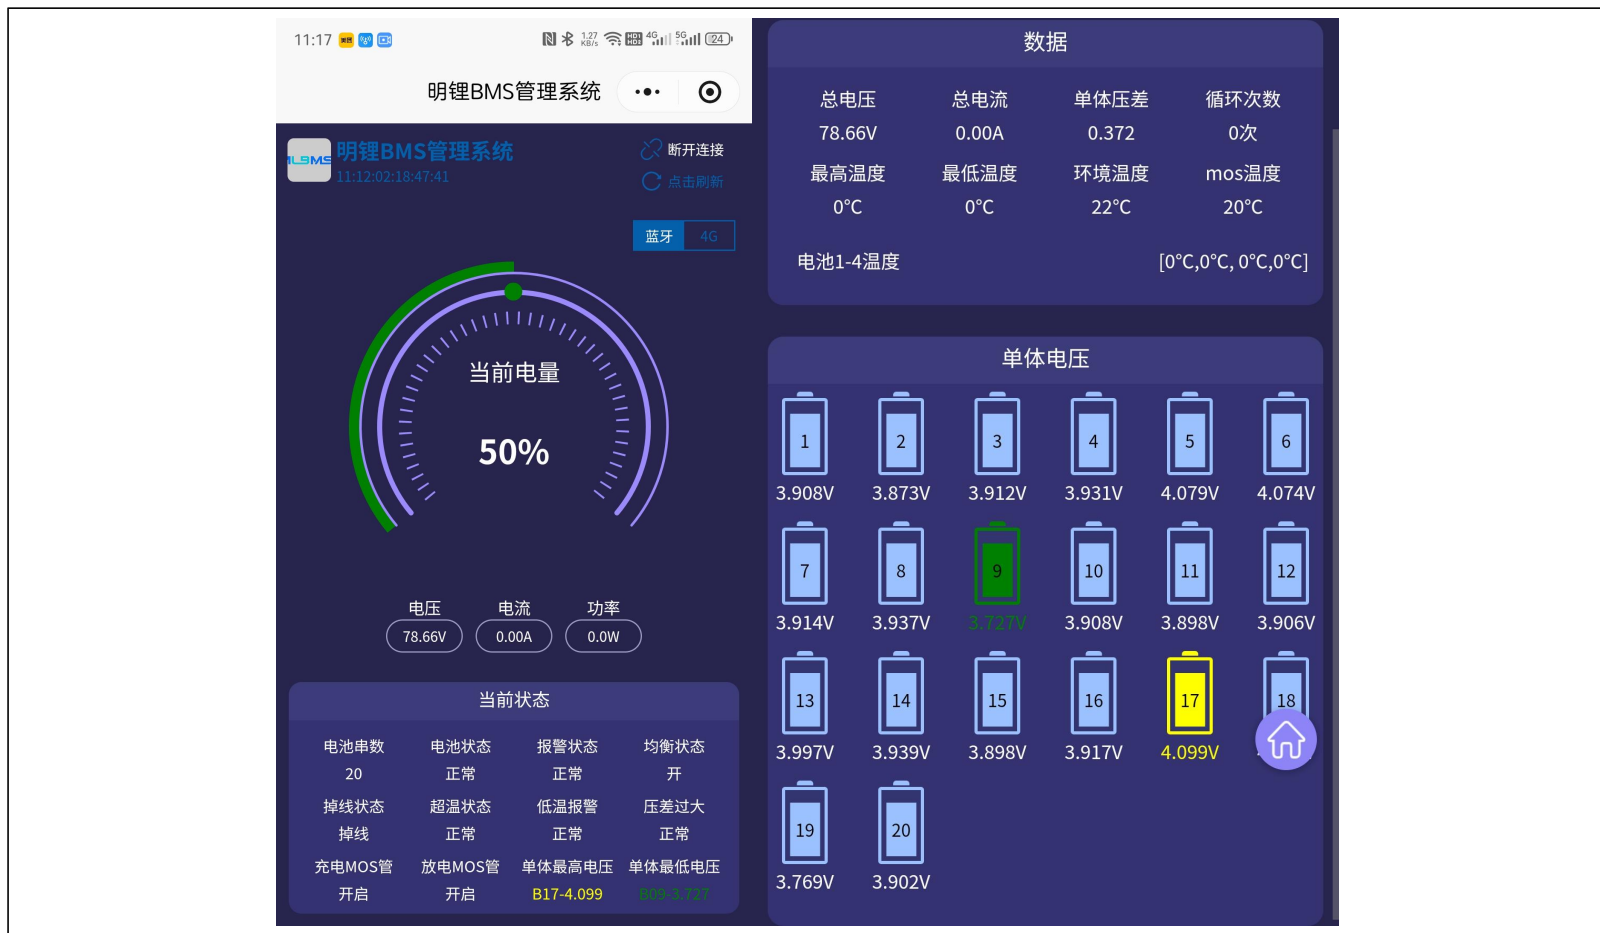 11:17
1.27 KB/s
HD1 HD2
4G
5G
24
明锂BMS管理系统
MLBMS
明锂BMS管理系统
11:12:02:18:47:41
断开连接
点击刷新
蓝牙 4G
当前电量
50%
电压 电流 功率
78.66V 0.00A 0.0W
当前状态
电池串数 电池状态 报警状态 均衡状态
20 正常 正常 开
掉线状态 超温状态 低温报警 压差过大
掉线 正常 正常 正常
充电MOS管 放电MOS管 单体最高电压 单体最低电压
开启 开启 B17-4.099 B09-3.727
数据
总电压 总电流 单体压差 循环次数
78.66V 0.00A 0.372 0次
最高温度 最低温度 环境温度 mos温度
0℃ 0℃ 22℃ 20℃
电池1-4温度 [0℃,0℃, 0℃,0℃]
单体电压
1 2 3 4 5 6
3.908V 3.873V 3.912V 3.931V 4.079V 4.074V
7 8 9 10 11 12
3.914V 3.937V 3.727V 3.908V 3.898V 3.906V
13 14 15 16 17 18
3.997V 3.939V 3.898V 3.917V 4.099V
19 20
3.769V 3.902V